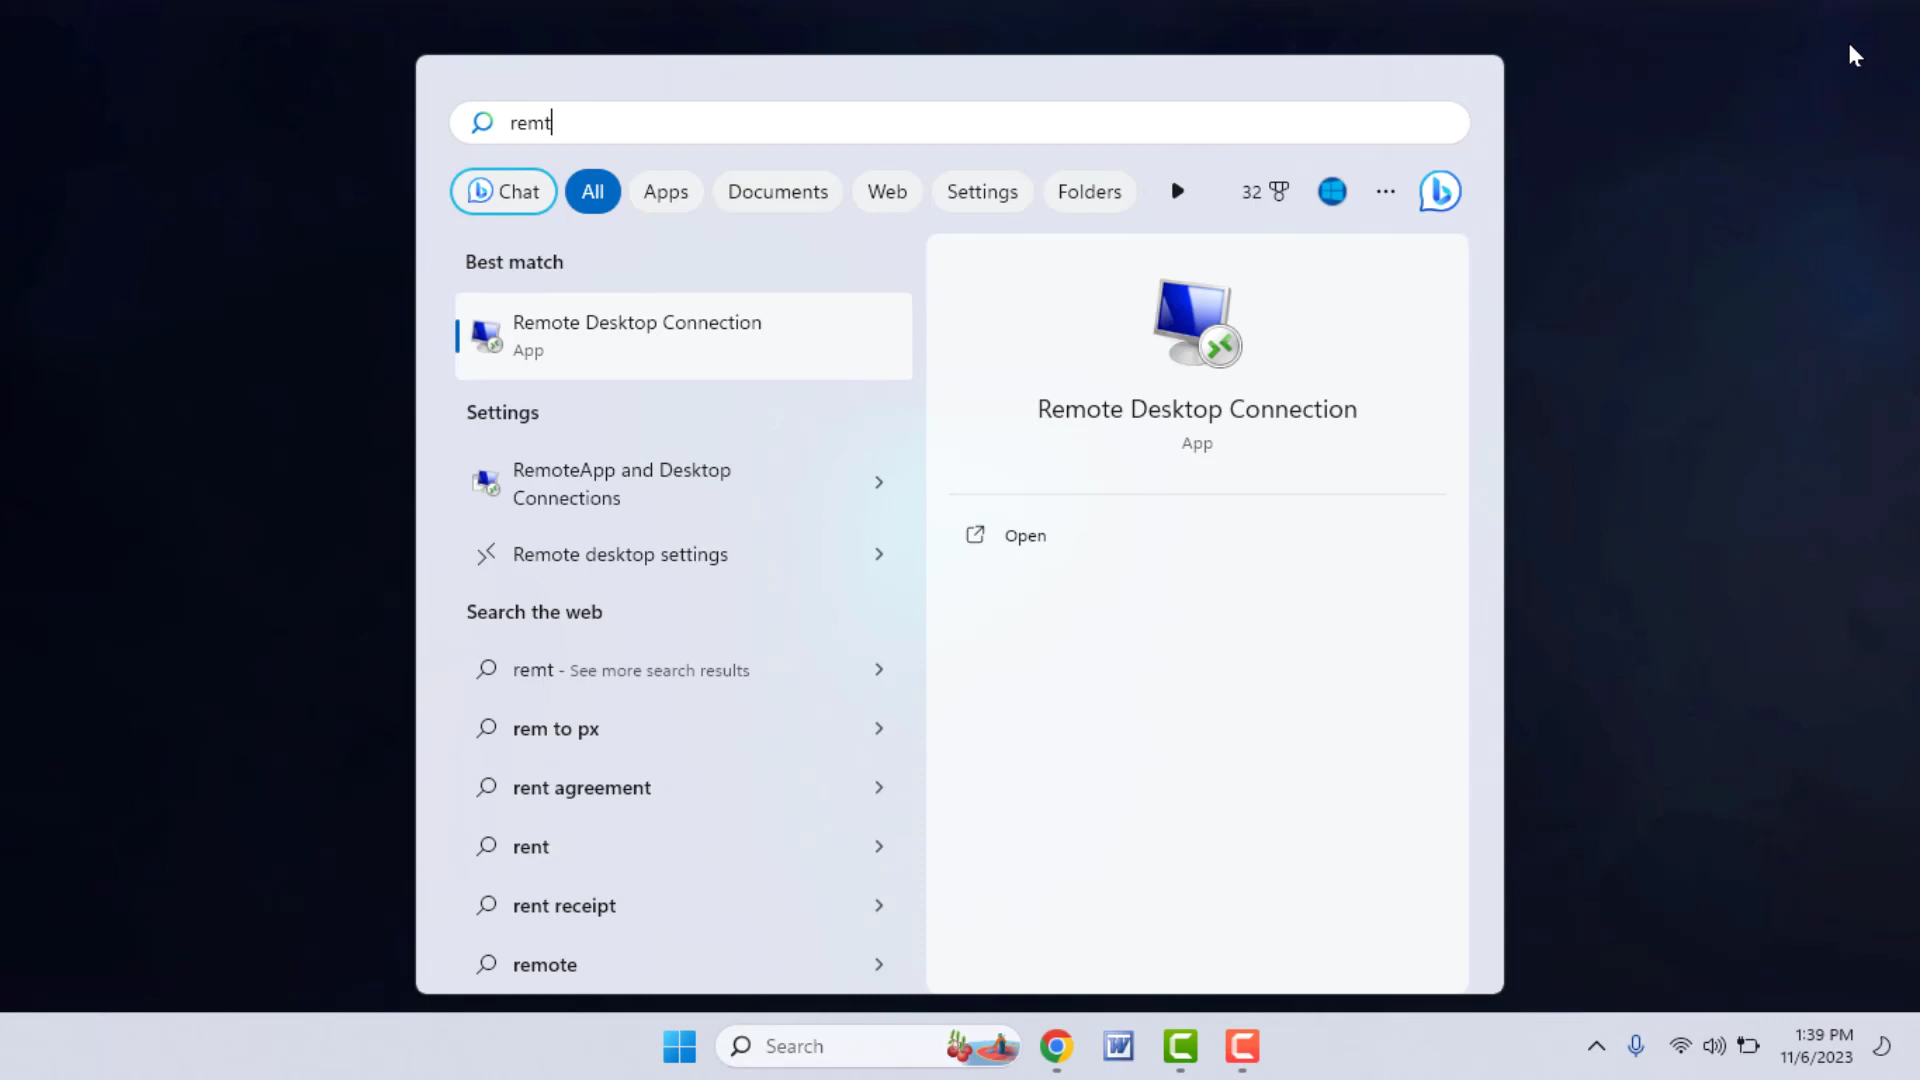 remt
Chat All Apps Documents Web Settings Folders 32
Best match
Remote Desktop Connection
App
Settings
RemoteApp and Desktop
Connections
Remote desktop settings
Search the web
remt - See more search results
rem to px
rent agreement
rent
rent receipt
remote
Remote Desktop Connection
App
Open
Search
1:39 PM
11/6/2023